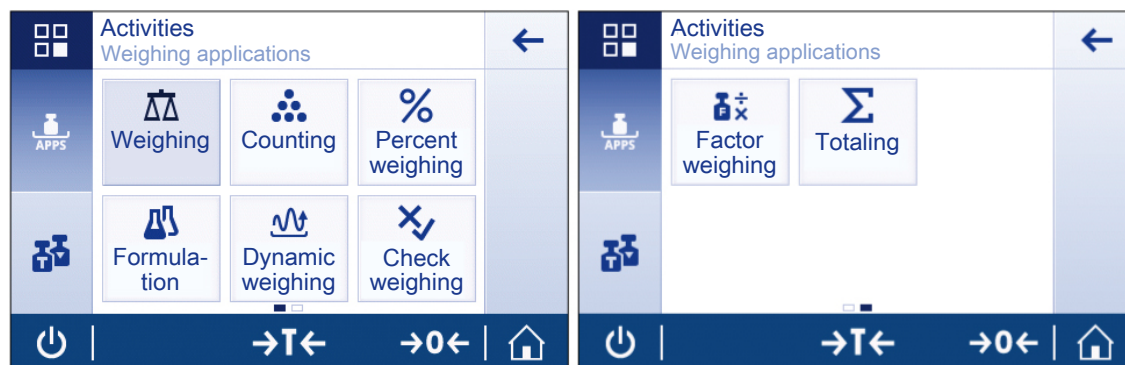 Activities
Weighing applications
APPS
Weighing
Counting
%
Percent
weighing
Formula-
tion
Dynamic
weighing
Check
weighing
T
→T←
→0←
Activities
Weighing applications
APPS
F
Factor
weighing
Σ
Totaling
T
→T←
→0←